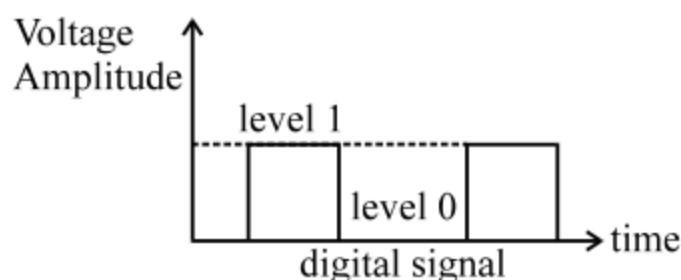 Voltage
Amplitude
level 1
level 0
time
digital signal